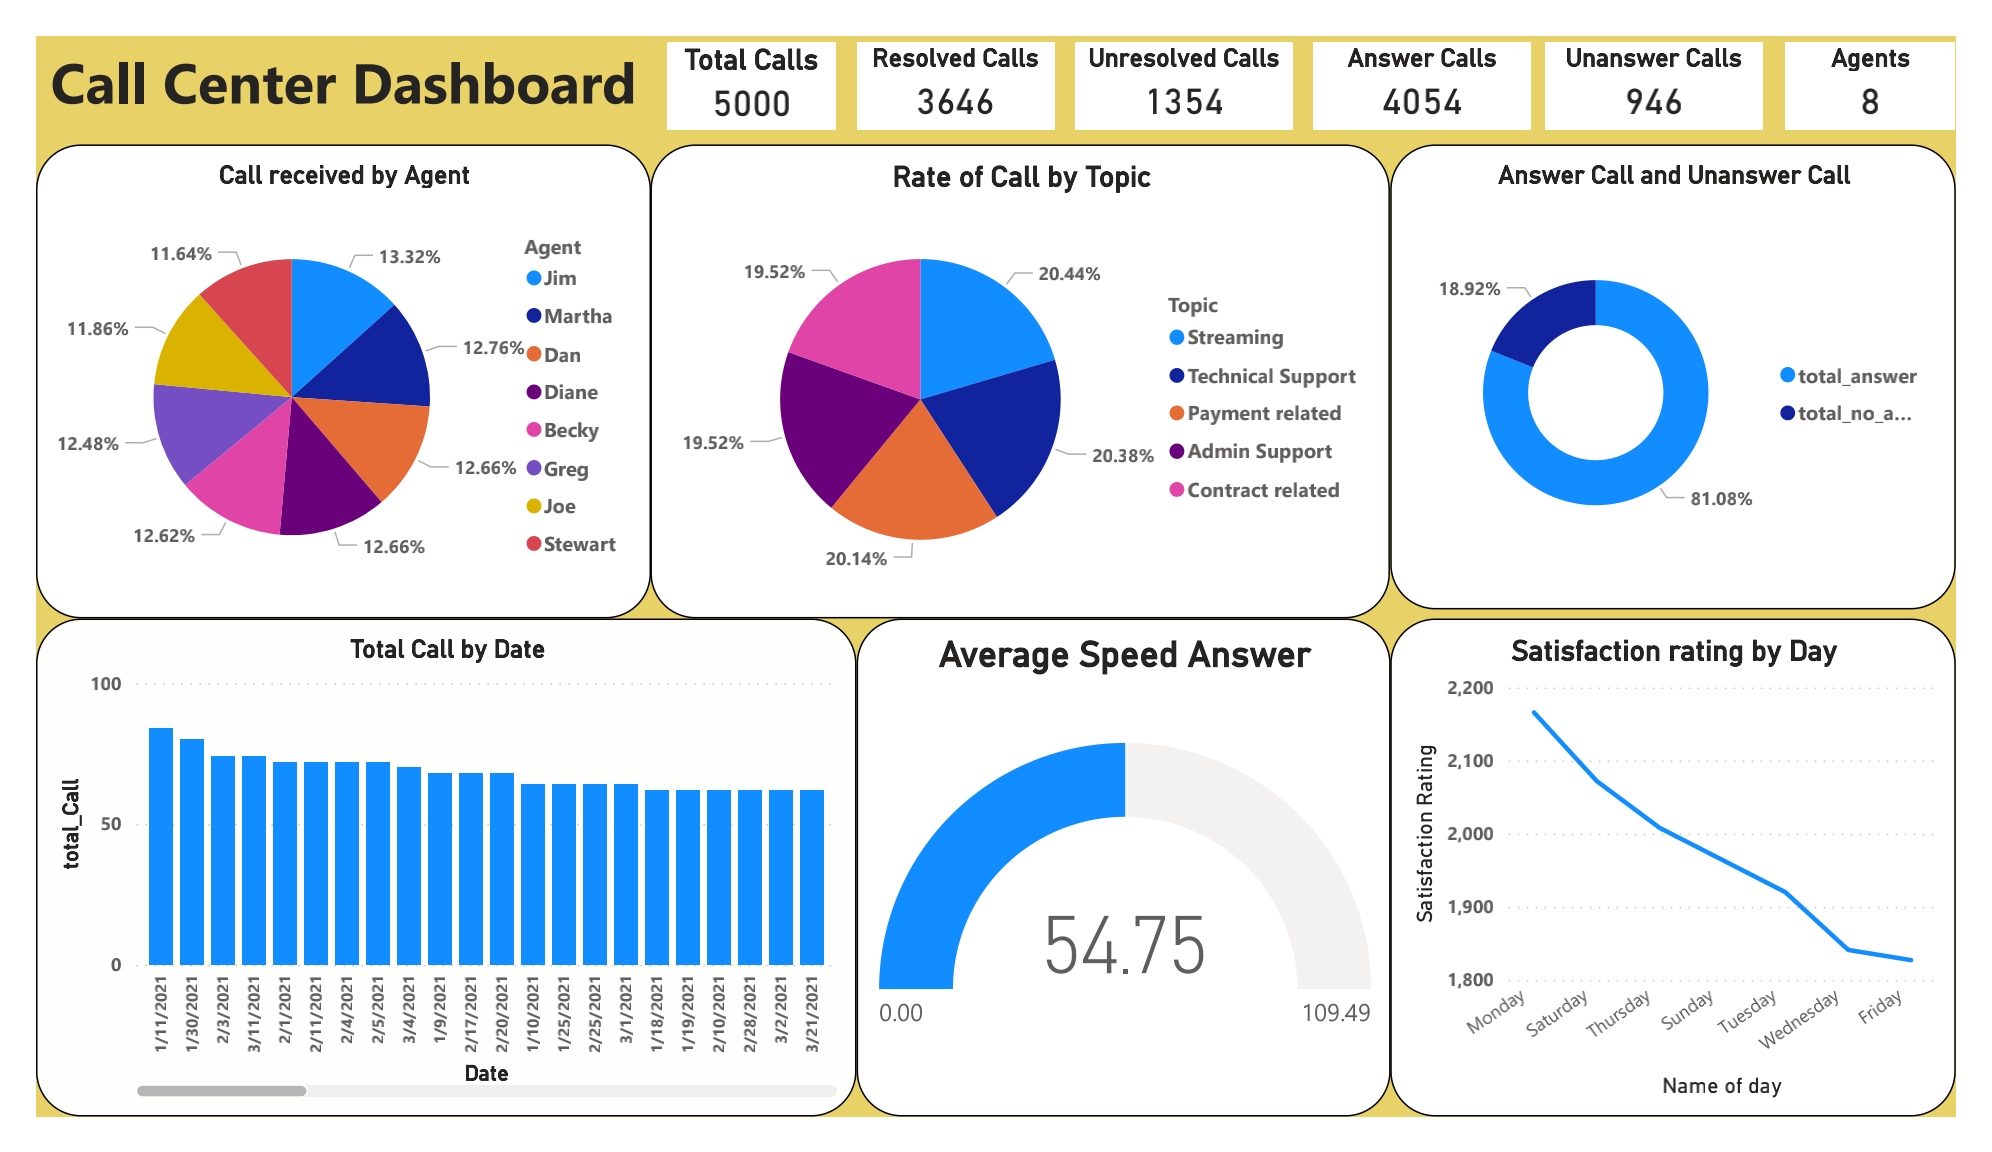 Call Center Dashboard
Total Calls
5000
Resolved Calls
3646
Unresolved Calls
1354
Answer Calls
4054
Unanswer Calls
946
Agents
8
Call received by Agent
13.32%
12.76%
12.66%
12.66%
12.62%
12.48%
11.86%
11.64%
Agent
Jim
Martha
Dan
Diane
Becky
Greg
Joe
Stewart
Rate of Call by Topic
20.44%
20.38%
20.14%
19.52%
19.52%
Topic
Streaming
Technical Support
Payment related
Admin Support
Contract related
Answer Call and Unanswer Call
18.92%
81.08%
total_answer
total_no_a...
Total Call by Date
total_Call
100
50
0
1/11/2021
1/30/2021
2/3/2021
3/11/2021
2/1/2021
2/11/2021
2/4/2021
2/5/2021
3/4/2021
1/9/2021
2/17/2021
2/20/2021
1/10/2021
1/25/2021
2/25/2021
3/1/2021
1/18/2021
1/19/2021
2/10/2021
2/28/2021
3/2/2021
3/21/2021
Date
Average Speed Answer
54.75
0.00
109.49
Satisfaction rating by Day
Satisfaction Rating
2,200
2,100
2,000
1,900
1,800
Monday
Saturday
Thursday
Sunday
Tuesday
Wednesday
Friday
Name of day